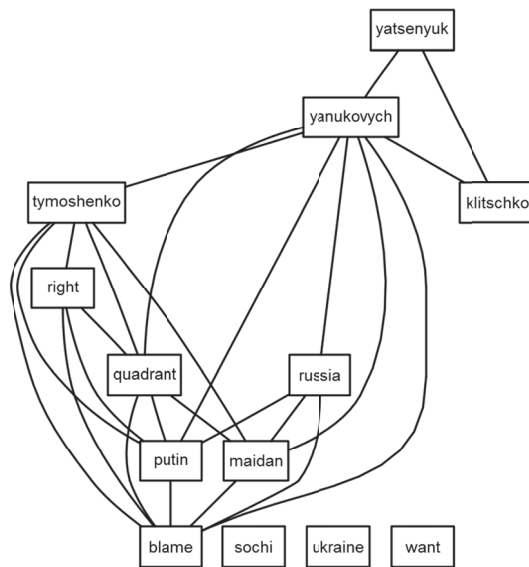 yatsenyuk
yanukovych
tymoshenko
klitschko
right
quadrant
russia
putin
maidan
blame
sochi
ukraine
want